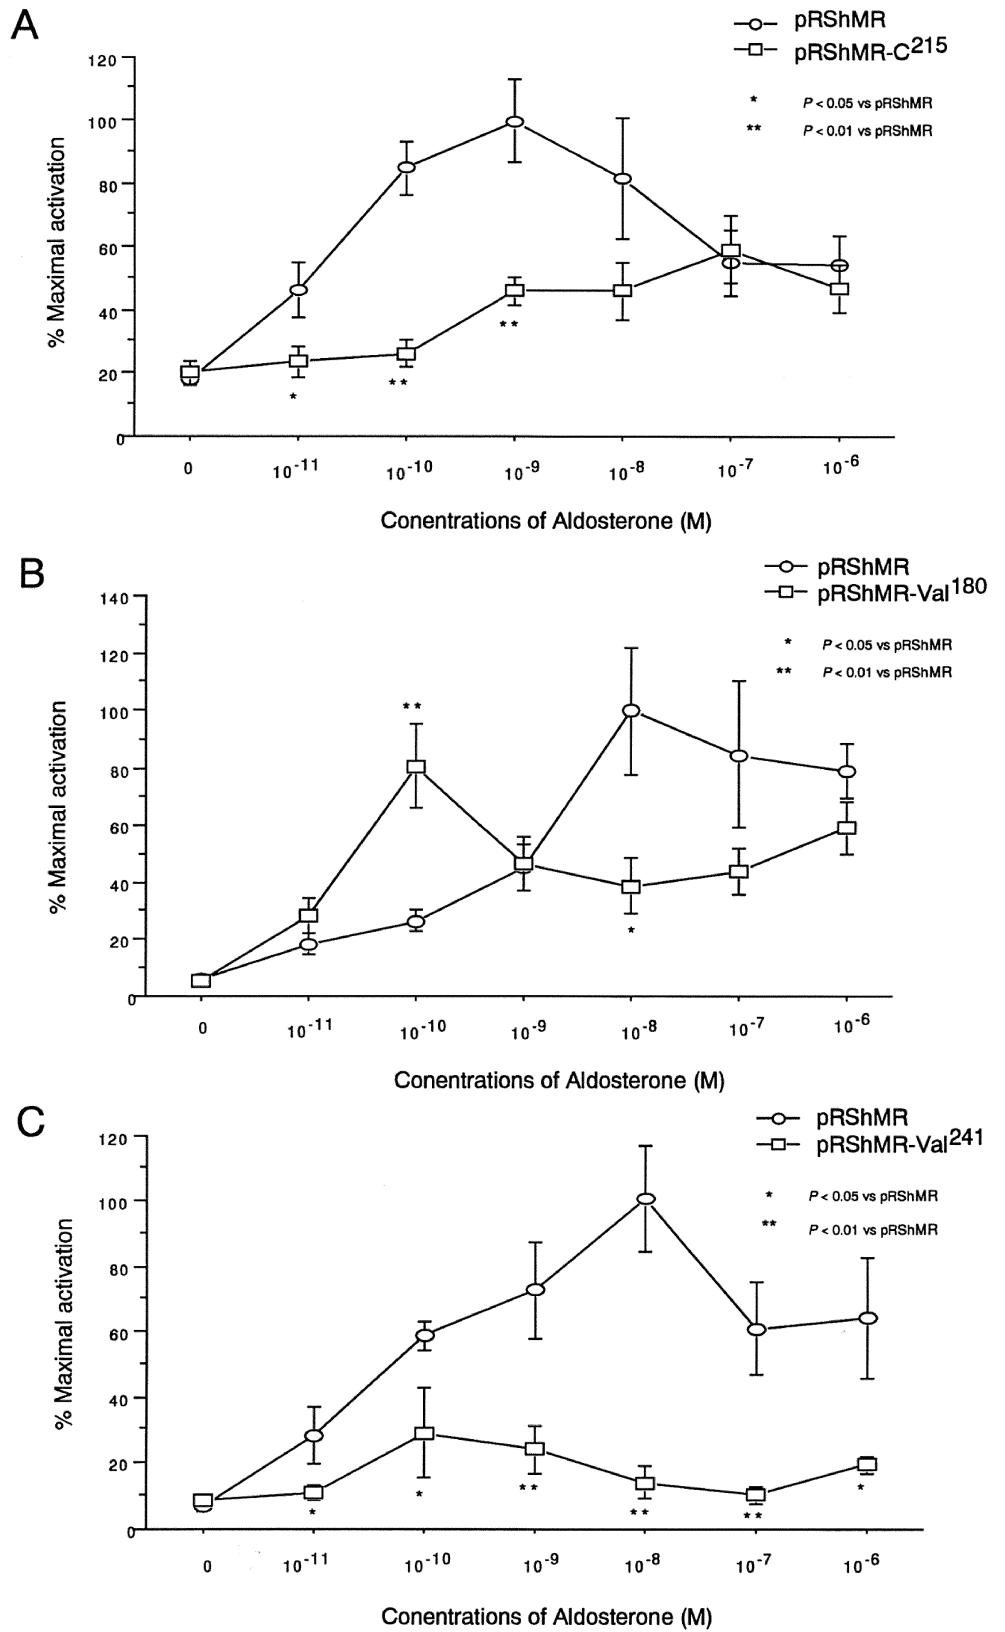 A
pRShMR
pRShMR-C215
* P < 0.05 vs pRShMR
** P < 0.01 vs pRShMR
% Maximal activation
120
100
80
60
40
20
0
*
**
**
0 10-11 10-10 10-9 10-8 10-7 10-6
Conentrations of Aldosterone (M)
B
pRShMR
pRShMR-Val180
* P < 0.05 vs pRShMR
** P < 0.01 vs pRShMR
% Maximal activation
140
120
100
80
60
40
20
0
**
*
0 10-11 10-10 10-9 10-8 10-7 10-6
Conentrations of Aldosterone (M)
C
pRShMR
pRShMR-Val241
* P < 0.05 vs pRShMR
** P < 0.01 vs pRShMR
% Maximal activation
120
100
80
60
40
20
0
* * ** ** ** *
0 10-11 10-10 10-9 10-8 10-7 10-6
Conentrations of Aldosterone (M)